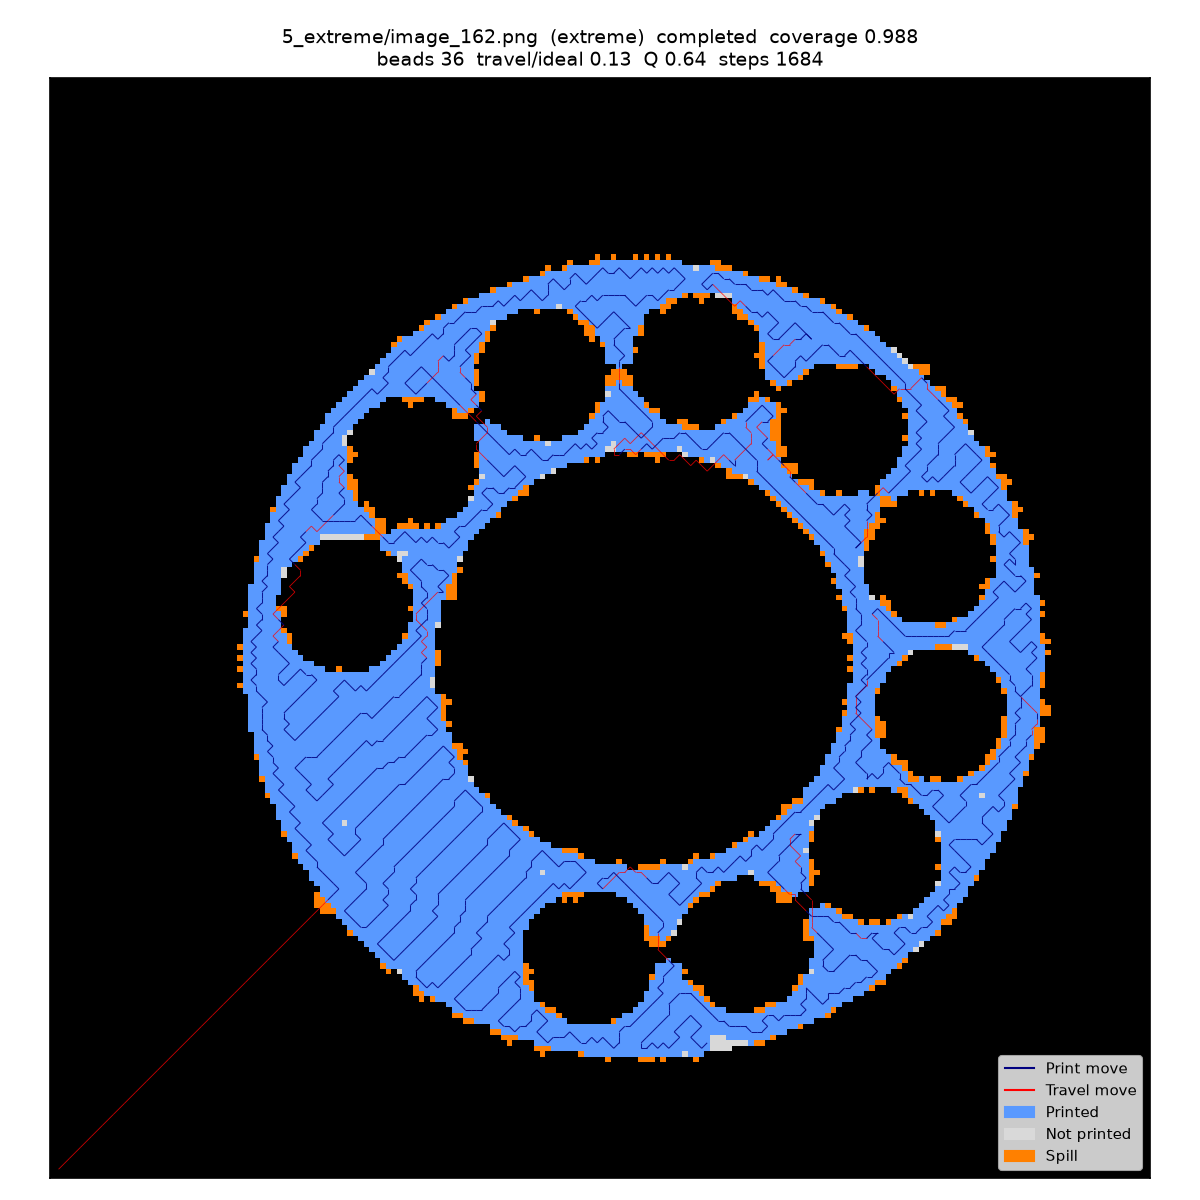 5_extreme/image_162.png  (extreme)  completed  coverage 0.988
beads 36  travel/ideal 0.13  Q 0.64  steps 1684
Print move
Travel move
Printed
Not printed
Spill